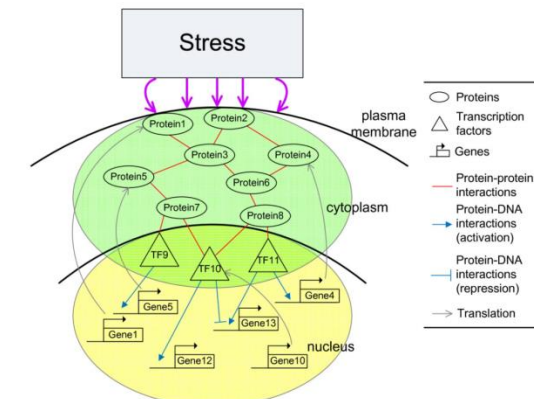 Stress
plasma
membrane
Protein1
Protein2
Protein3
Protein4
Protein5
Protein6
Protein7
Protein8
cytoplasm
TF9
TF10
TF11
Gene5
Gene4
Gene1
Gene13
Gene12
Gene10
nucleus
Proteins
Transcription
factors
Genes
Protein-protein
interactions
Protein-DNA
interactions
(activation)
Protein-DNA
interactions
(repression)
Translation